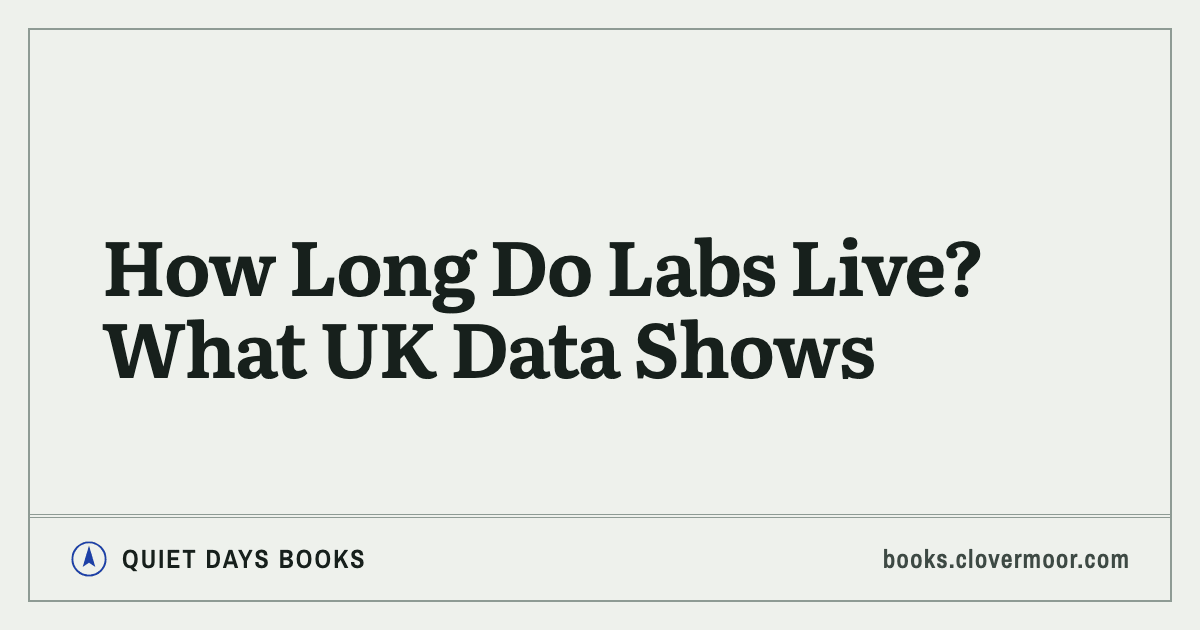 How Long Do Labs Live?
What UK Data Shows
QUIET DAYS BOOKS
books.clovermoor.com